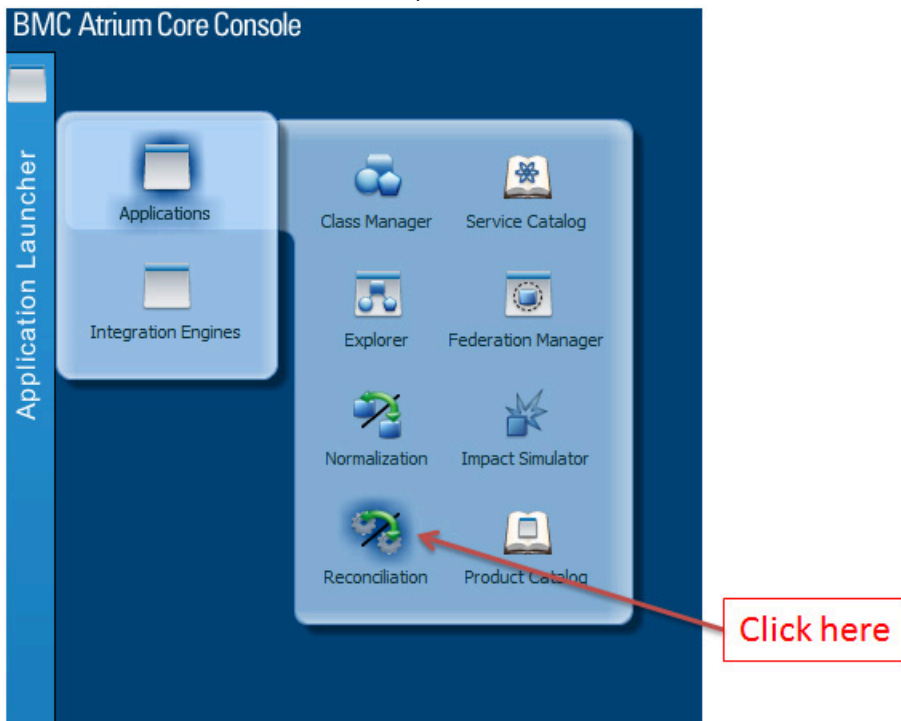 BMC Atrium Core Console
Application Launcher
Applications
Integration Engines
Class Manager
Service Catalog
Explorer
Federation Manager
Normalization
Impact Simulator
Reconciliation
Product Catalog
Click here